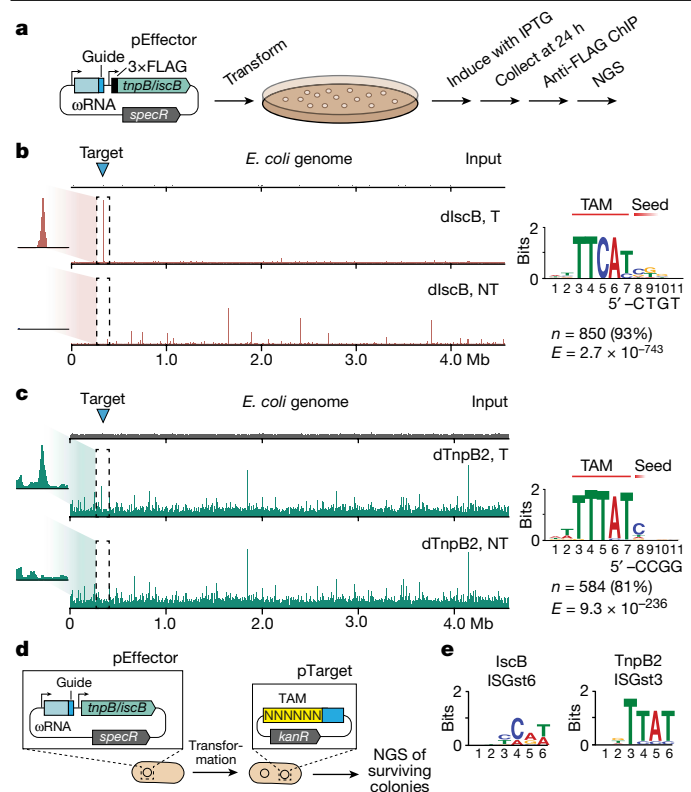 a
pEffector
Guide
3×FLAG
tnpB/iscB
ωRNA
specR
Transform
Induce with IPTG
Collect at 24 h
Anti-FLAG ChIP
NGS
b
Target
E. coli genome
Input
dIscB, T
dIscB, NT
0 1.0 2.0 3.0 4.0 Mb
TAM Seed
Bits
2
0
TTCAT
1 2 3 4 5 6 7 8 9 10 11
5′ –CTGT
n = 850 (93%)
E = 2.7 × 10–743
c
Target
E. coli genome
Input
dTnpB2, T
dTnpB2, NT
0 1.0 2.0 3.0 4.0 Mb
TAM Seed
Bits
2
0
TTTATC
1 2 3 4 5 6 7 8 9 10 11
5′ –CCGG
n = 584 (81%)
E = 9.3 × 10–236
d
pEffector
Guide
tnpB/iscB
ωRNA
specR
Transfor-
mation
pTarget
TAM
NNNNNN
kanR
NGS of
surviving
colonies
e
IscB
ISGst6
Bits
2
0
1 2 3 4 5 6
TnpB2
ISGst3
Bits
2
0
TTAT
1 2 3 4 5 6